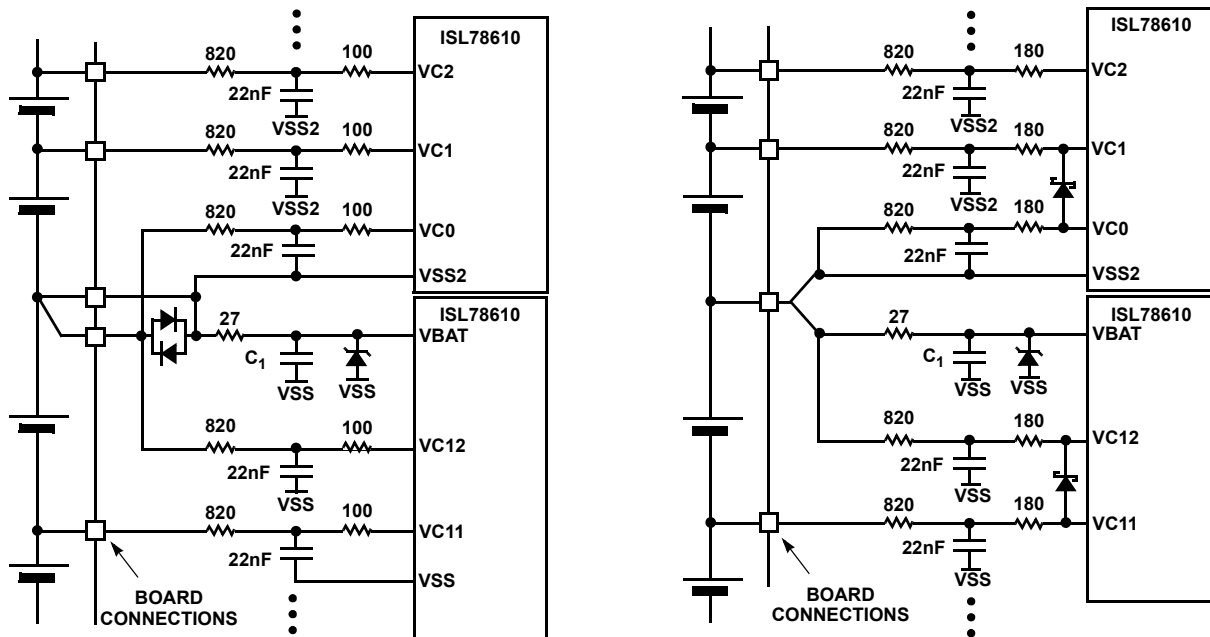 ISL78610
820
100
VC2
22nF
VSS2
820
100
VC1
22nF
VSS2
820
100
VC0
22nF
VSS2
ISL78610
27
VBAT
C1
VSS
VSS
820
100
VC12
22nF
VSS
820
100
VC11
22nF
VSS
BOARD
CONNECTIONS
ISL78610
820
180
VC2
22nF
VSS2
820
180
VC1
22nF
VSS2
820
180
VC0
22nF
VSS2
ISL78610
27
VBAT
C1
VSS
VSS
820
180
VC12
22nF
VSS
820
180
VC11
22nF
VSS
BOARD
CONNECTIONS